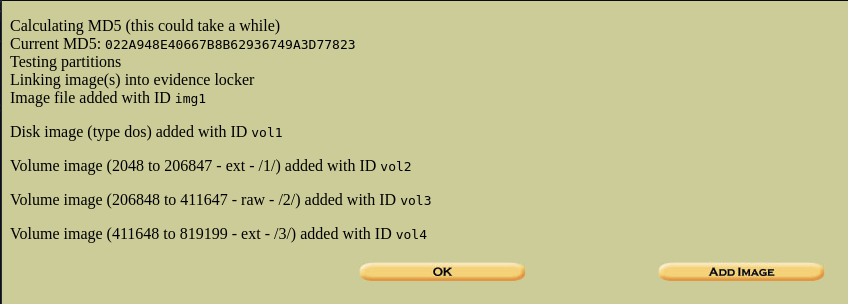 Calculating MD5 (this could take a while)
Current MD5: 022A948E40667B8B62936749A3D77823
Testing partitions
Linking image(s) into evidence locker
Image file added with ID img1
Disk image (type dos) added with ID vol1
Volume image (2048 to 206847 - ext - /1/) added with ID vol2
Volume image (206848 to 411647 - raw - /2/) added with ID vol3
Volume image (411648 to 819199 - ext - /3/) added with ID vol4
OK
ADD IMAGE